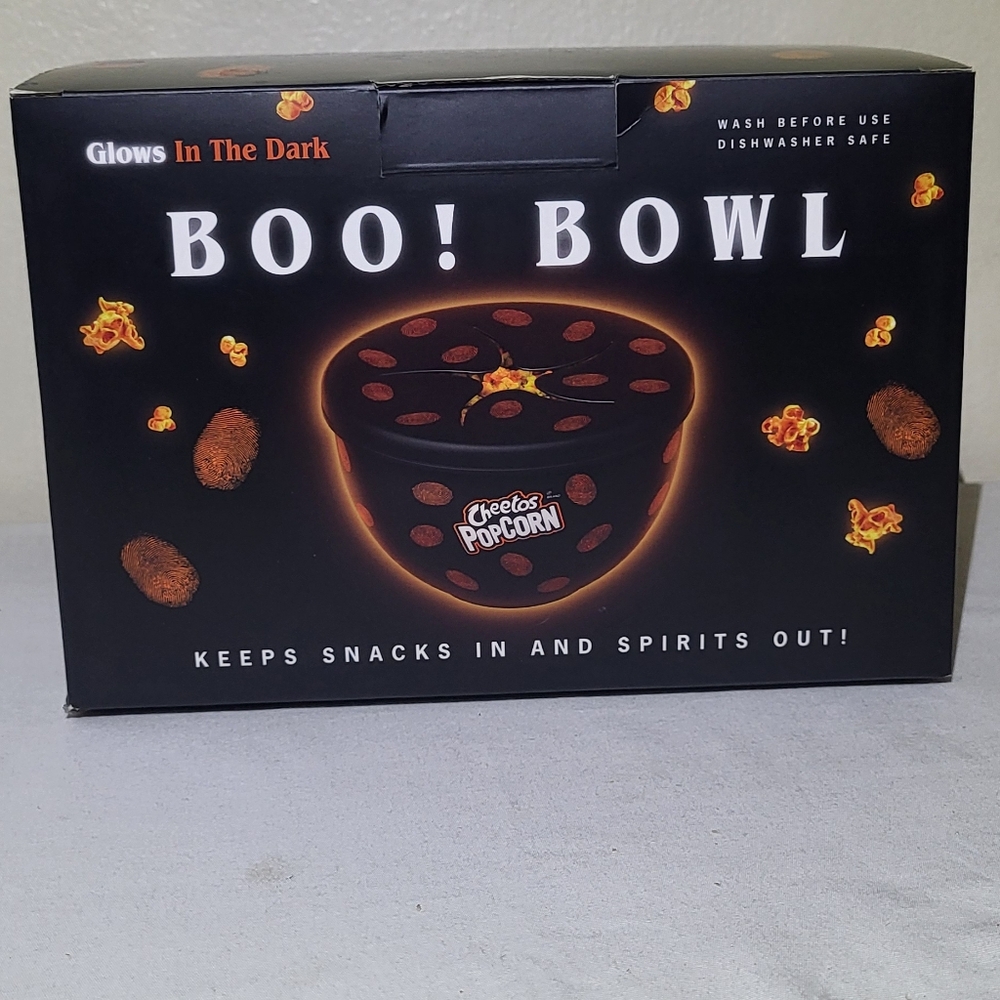 Glows In The Dark
WASH BEFORE USE
DISHWASHER SAFE
BOO! BOWL
Cheetos
POPCORN
KEEPS SNACKS IN AND SPIRITS OUT!